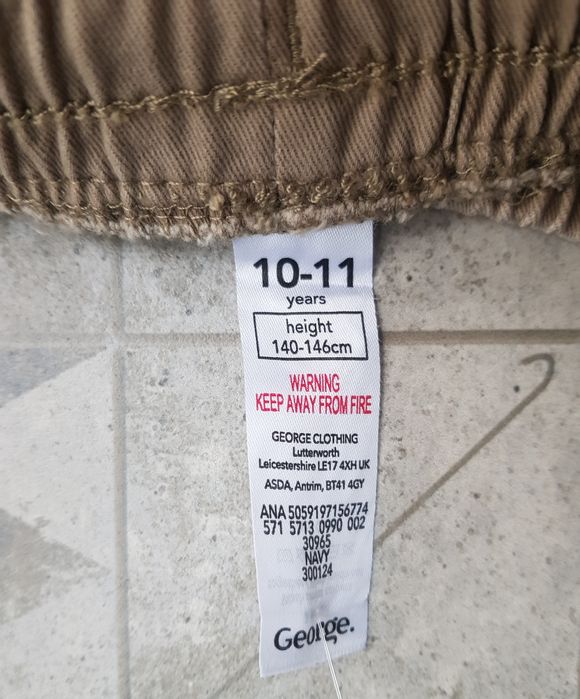 10-11
years
height
140-146cm
WARNING
KEEP AWAY FROM FIRE
GEORGE CLOTHING
Lutterworth
Leicestershire LE17 4XH UK
ASDA, Antrim, BT41 4GY
ANA 5059197156774
571 5713 0990 002
30965
NAVY
300124
George.